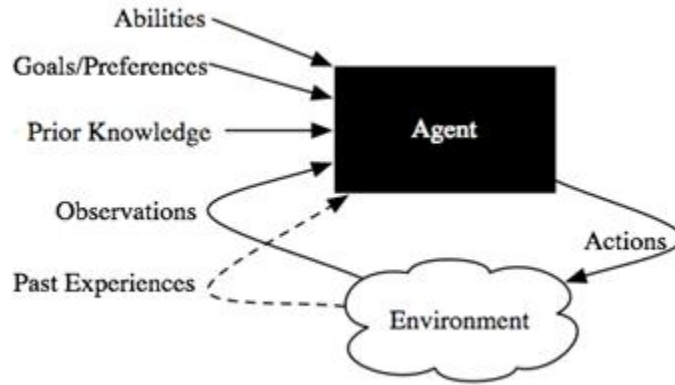 Abilities
Goals/Preferences
Prior Knowledge
Agent
Observations
Actions
Past Experiences
Environment